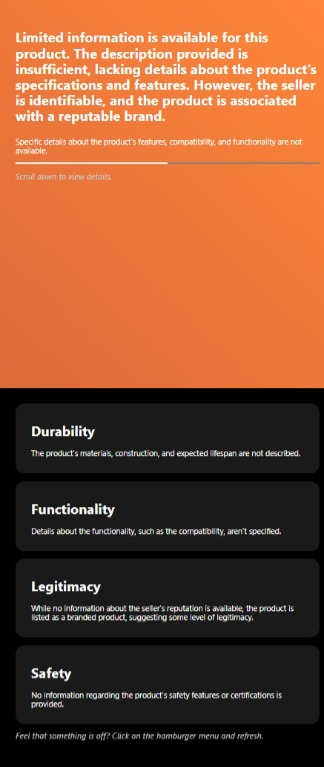 Limited information is available for this
product. The description provided is
insufficient, lacking details about the product's
specifications and features. However, the seller
is identifiable, and the product is associated
with a reputable brand.
Specific details about the product's features, compatibility, and functionality are not
available.
Scroll down to view details.
Durability
The product's materials, construction, and expected lifespan are not described.
Functionality
Details about the functionality, such as the compatibility, aren't specified.
Legitimacy
While no information about the seller's reputation is available, the product is
listed as a branded product, suggesting some level of legitimacy.
Safety
No information regarding the product's safety features or certifications is
provided.
Feel that something is off? Click on the hamburger menu and refresh.